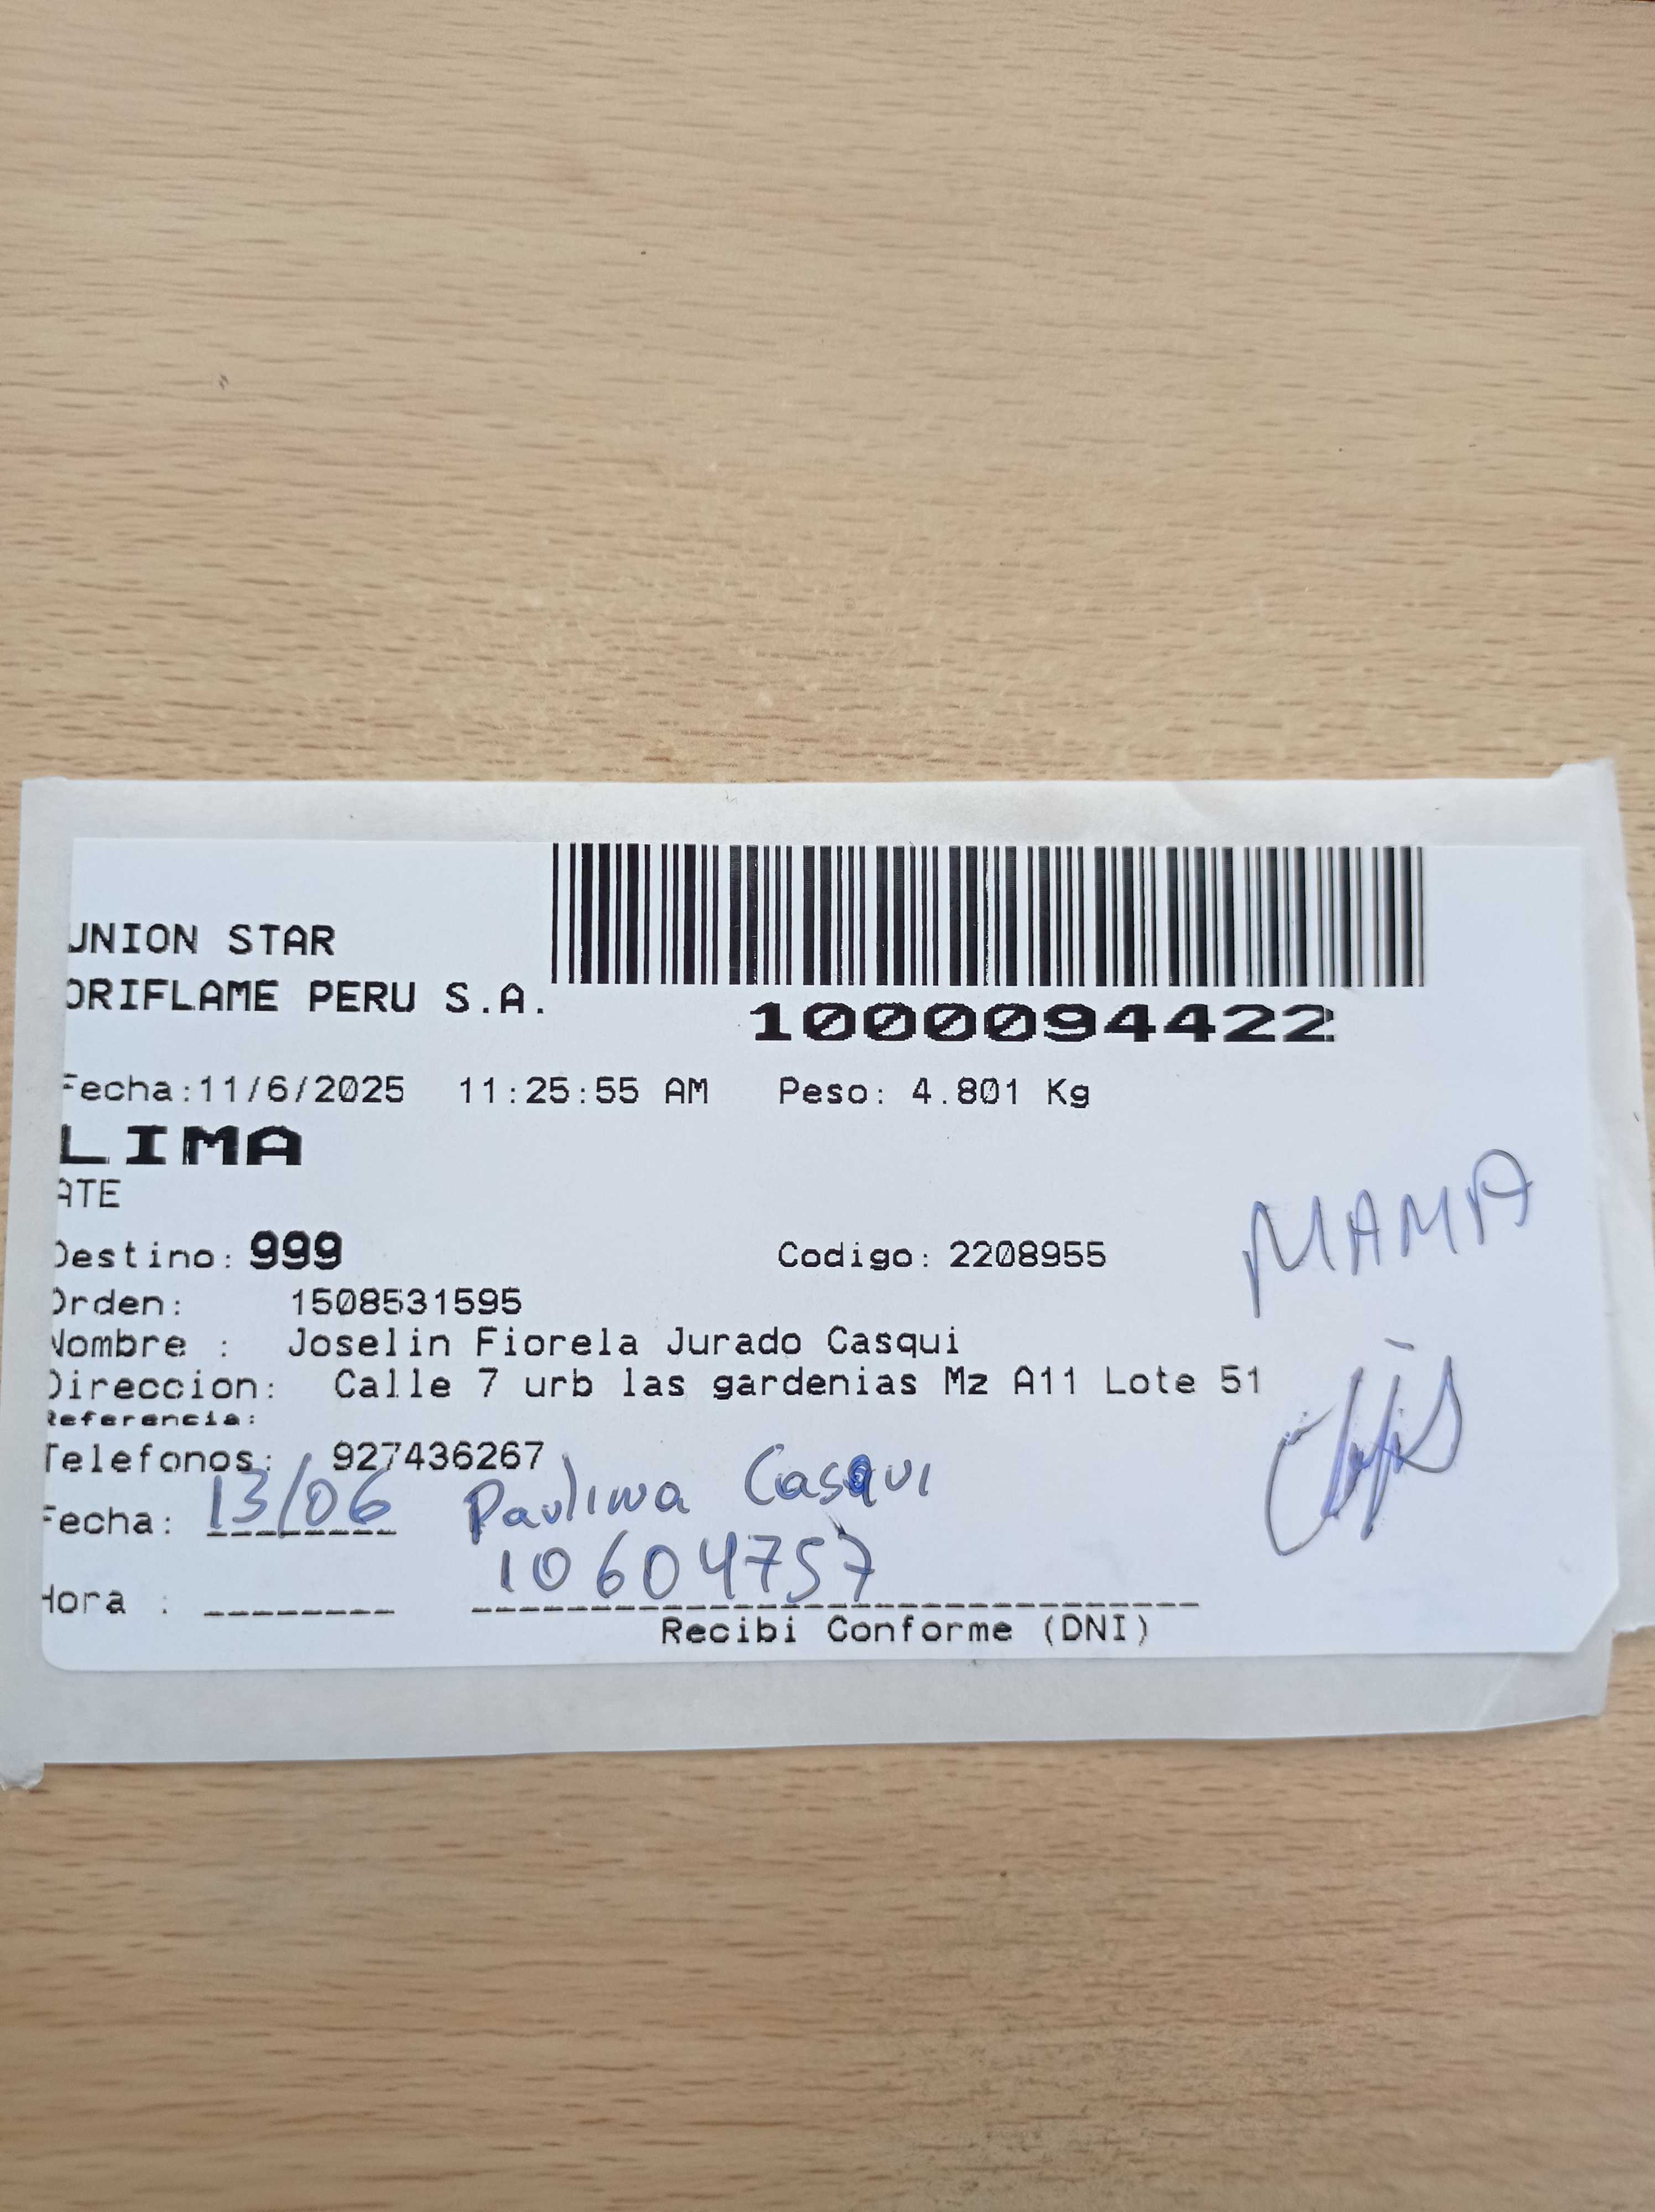 UNION STAR
ORIFLAME PERU S.A.
1000094422
Fecha:11/6/2025 11:25:55 AM Peso: 4.801 Kg
LIMA
ATE
Destino: 999 Codigo: 2208955
MAMA
Orden: 1508531595
Nombre : Joselin Fiorela Jurado Casqui
Direccion: Calle 7 urb las gardenias Mz A11 Lote 51
Referencia:
Telefonos: 927436267
Fecha: 13/06 Paulina Casqui
10604757
Hora :
Recibi Conforme (DNI)